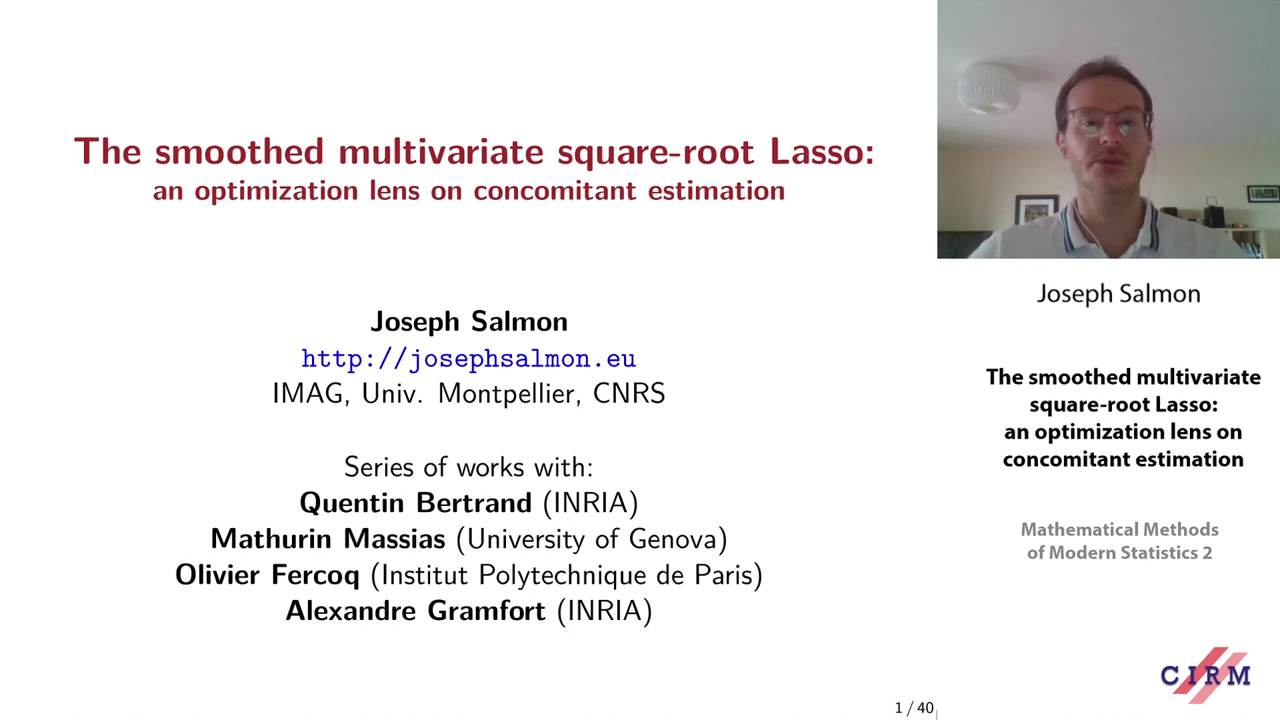 The smoothed multivariate square-root Lasso:
an optimization lens on concomitant estimation
Joseph Salmon
http://josephsalmon.eu
IMAG, Univ. Montpellier, CNRS
Series of works with:
Quentin Bertrand (INRIA)
Mathurin Massias (University of Genova)
Olivier Fercoq (Institut Polytechnique de Paris)
Alexandre Gramfort (INRIA)
1 / 40
Joseph Salmon
The smoothed multivariate
square-root Lasso:
an optimization lens on
concomitant estimation
Mathematical Methods
of Modern Statistics 2
CIRM